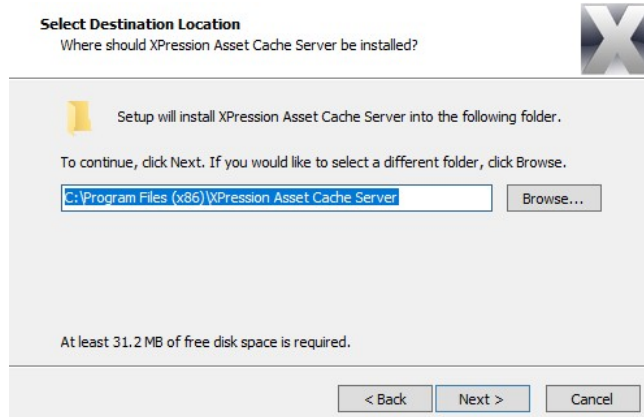 Select Destination Location
Where should XPression Asset Cache Server be installed?
X
Setup will install XPression Asset Cache Server into the following folder.
To continue, click Next. If you would like to select a different folder, click Browse.
C:\Program Files (x86)\XPression Asset Cache Server
Browse...
At least 31.2 MB of free disk space is required.
< Back
Next >
Cancel